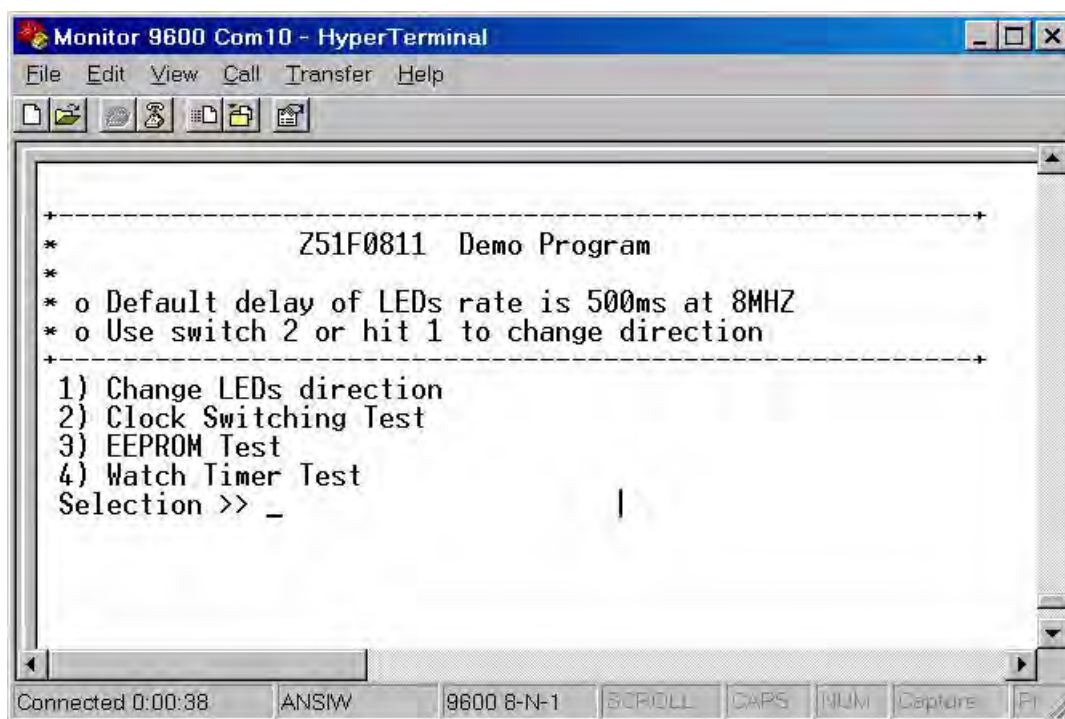 Monitor 9600 Com10 - HyperTerminal
File Edit View Call Transfer Help
Z51F0811 Demo Program
* 
* o Default delay of LEDs rate is 500ms at 8MHZ
* o Use switch 2 or hit 1 to change direction
1) Change LEDs direction
2) Clock Switching Test
3) EEPROM Test
4) Watch Timer Test
Selection >> _
Connected 0:00:38 ANSIW 9600 8-N-1 SCROLL CAPS NUM Capture Pr